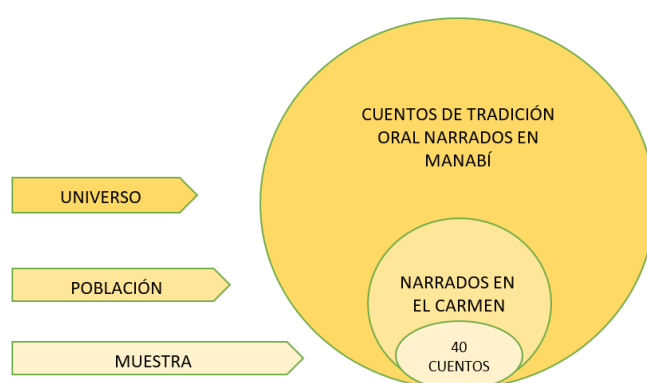 CUENTOS DE TRADICIÓN
ORAL NARRADOS EN
MANABÍ
UNIVERSO
POBLACIÓN
NARRADOS EN
EL CARMEN
MUESTRA
40
CUENTOS